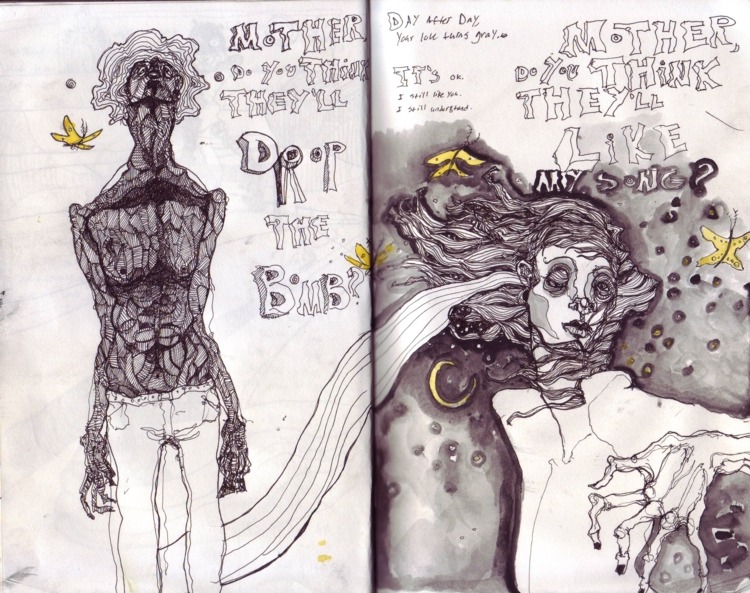 MOTHER
DO YOU THINK
THEY'LL
DROP
THE
BOMB?
DAY AFTER DAY,
Your love turns gray.
IT'S OK.
I still like you.
I still understand.
MOTHER,
DO YOU THINK
THEY'LL
LIKE
MY SONG?